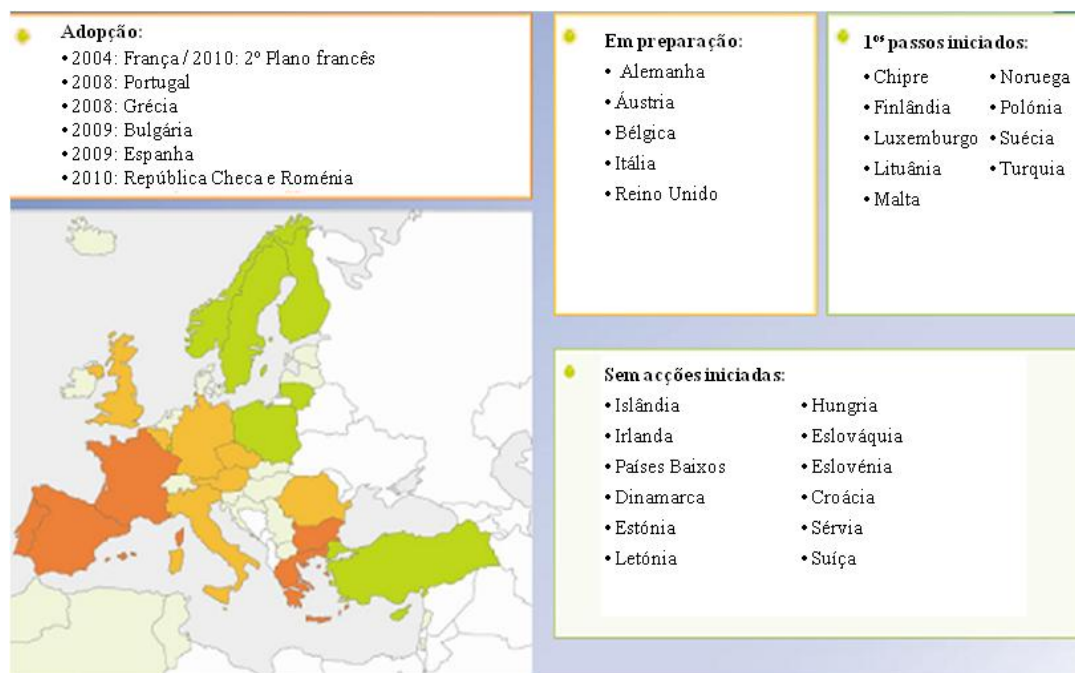 Adopção:
• 2004: França / 2010: 2º Plano francês
• 2008: Portugal
• 2008: Grécia
• 2009: Bulgária
• 2009: Espanha
• 2010: República Checa e Roménia
Em preparação:
• Alemanha
• Áustria
• Bélgica
• Itália
• Reino Unido
1ºs passos iniciados:
• Chipre
• Finlândia
• Luxemburgo
• Lituânia
• Malta
• Noruega
• Polónia
• Suécia
• Turquia
Sem acções iniciadas:
• Islândia
• Irlanda
• Países Baixos
• Dinamarca
• Estónia
• Letónia
• Hungria
• Eslováquia
• Eslovénia
• Croácia
• Sérvia
• Suíça